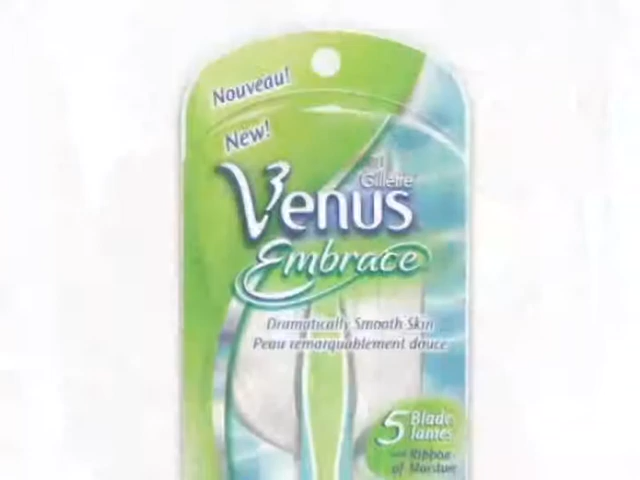 Nouveau!
New!
Gillette
Venus
Embrace
Dramatically Smooth Skin
Peau remarquablement douce
5 Blade
lames
Ribbon
of Moisture